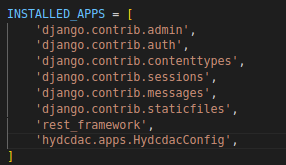 INSTALLED_APPS = [
    'django.contrib.admin',
    'django.contrib.auth',
    'django.contrib.contenttypes',
    'django.contrib.sessions',
    'django.contrib.messages',
    'django.contrib.staticfiles',
    'rest_framework',
    'hydcdac.apps.HydcdacConfig',
]